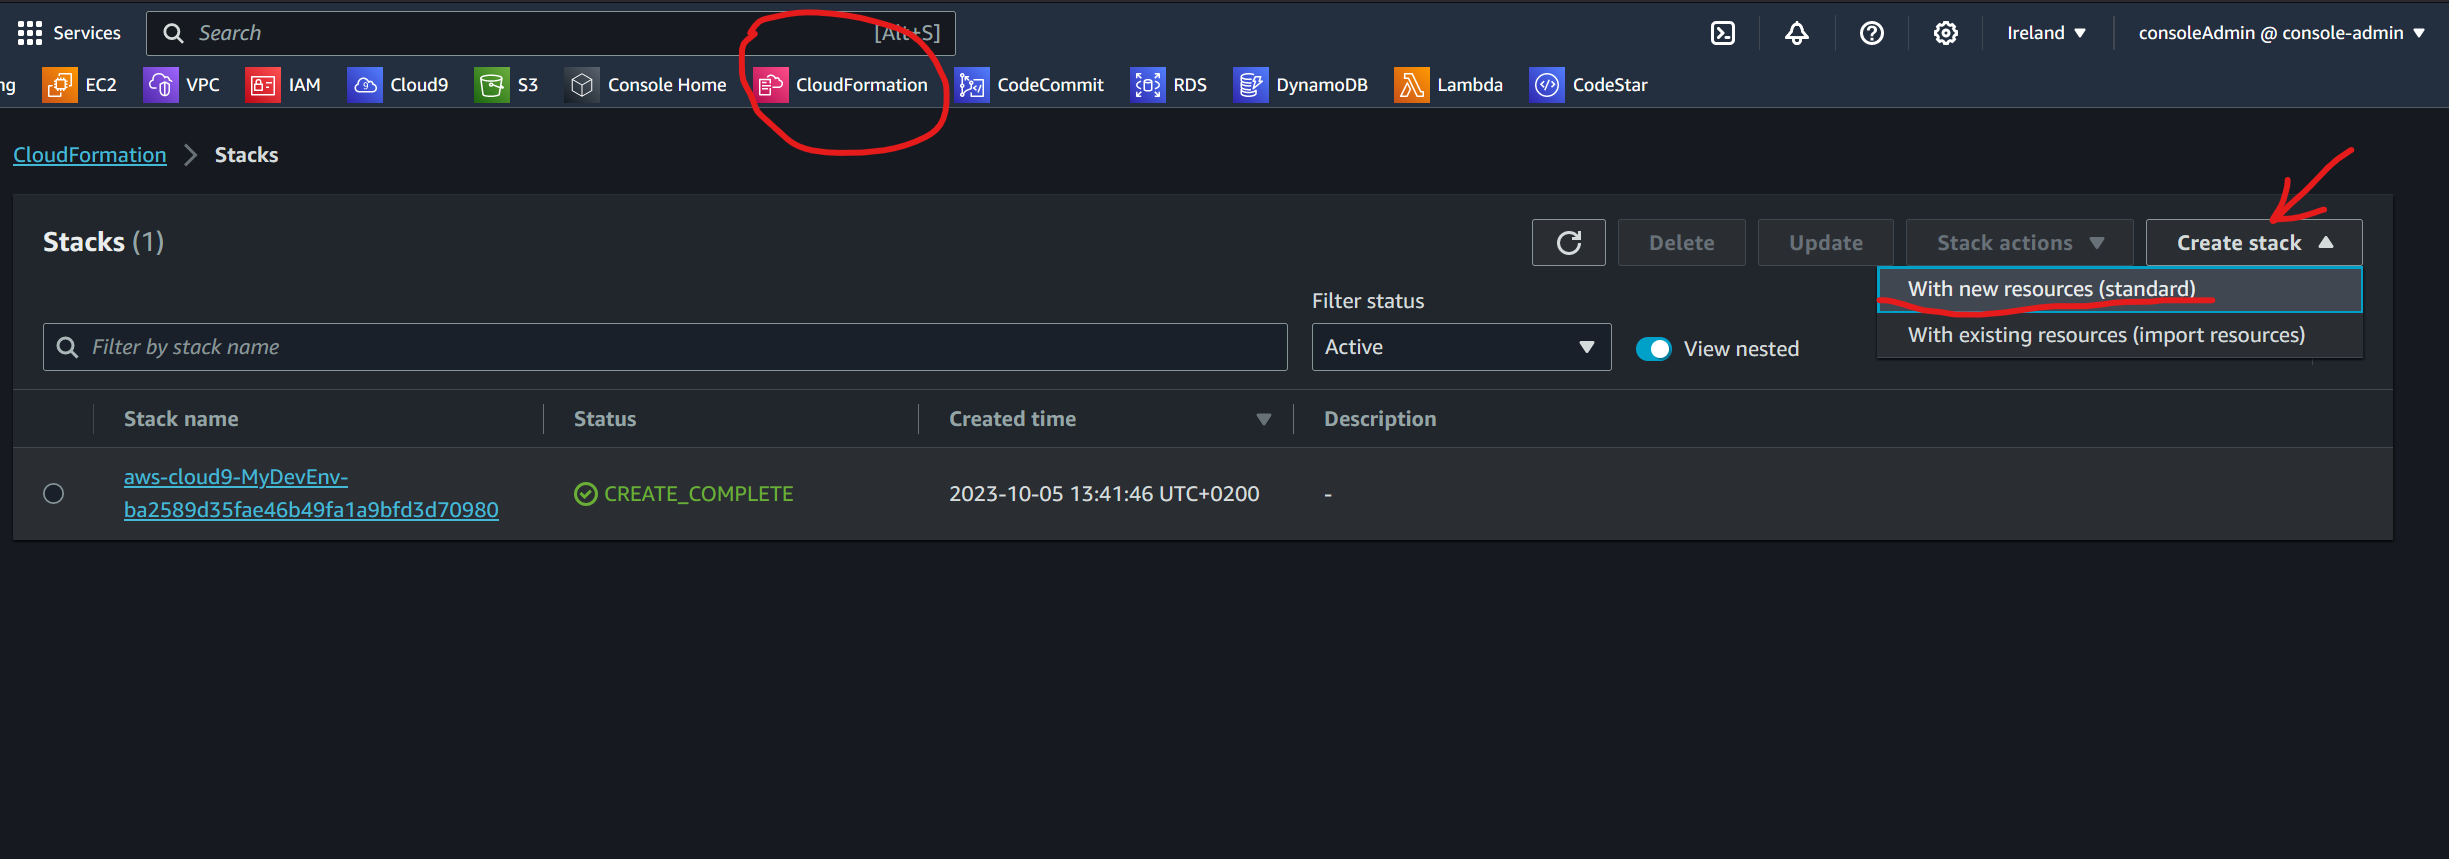 Services
Search
[Alt+S]
Ireland
consoleAdmin @ console-admin
ng
EC2
VPC
IAM
Cloud9
S3
Console Home
CloudFormation
CodeCommit
RDS
DynamoDB
Lambda
CodeStar
CloudFormation
Stacks
Stacks (1)
Delete
Update
Stack actions
Create stack
With new resources (standard)
With existing resources (import resources)
Filter status
Filter by stack name
Active
View nested
Stack name
Status
Created time
Description
aws-cloud9-MyDevEnv-
ba2589d35fae46b49fa1a9bfd3d70980
CREATE_COMPLETE
2023-10-05 13:41:46 UTC+0200
-